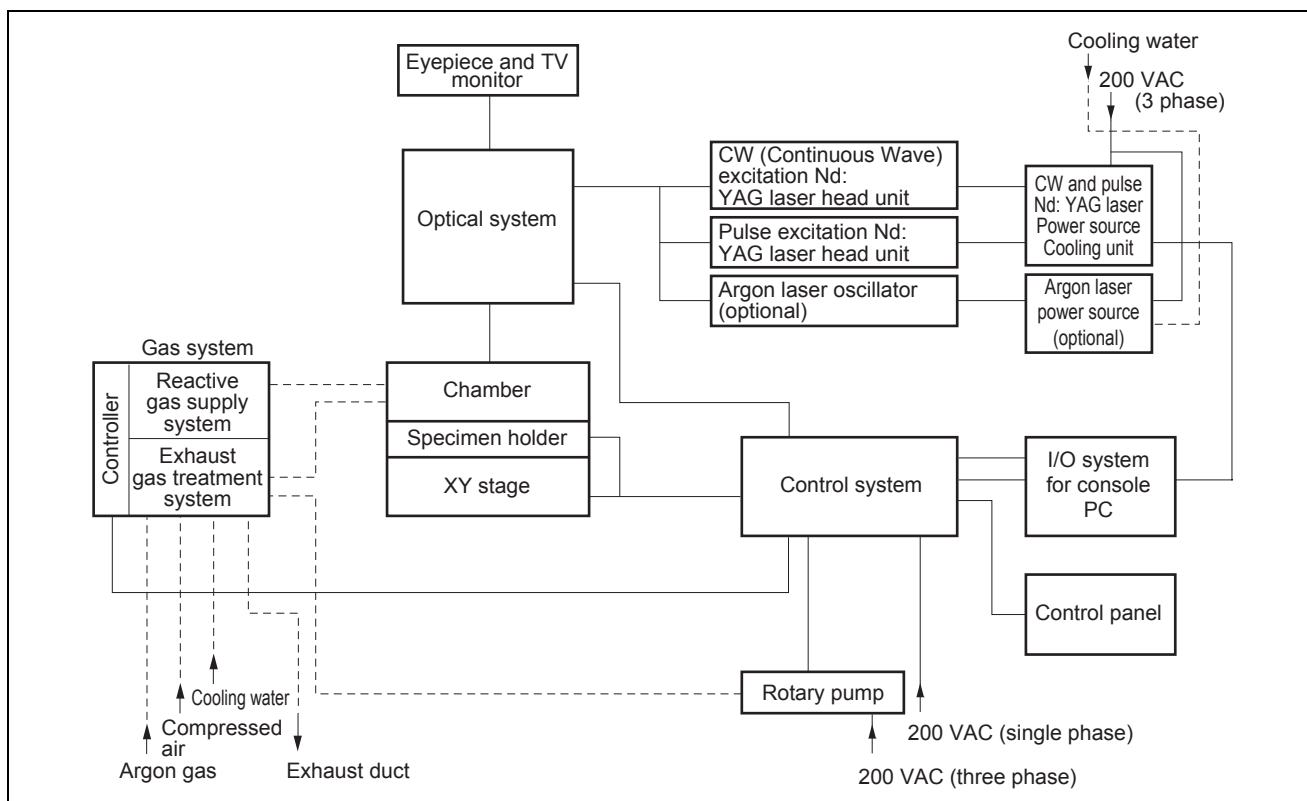 Eyepiece and TV
monitor
Cooling water
200 VAC
(3 phase)
Optical system
CW (Continuous Wave)
excitation Nd:
YAG laser head unit
Pulse excitation Nd:
YAG laser head unit
Argon laser oscillator
(optional)
CW and pulse
Nd: YAG laser
Power source
Cooling unit
Argon laser
power source
(optional)
Gas system
Controller
Reactive
gas supply
system
Exhaust
gas treatment
system
Chamber
Specimen holder
XY stage
Control system
I/O system
for console
PC
Control panel
Rotary pump
Cooling water
Compressed
air
Argon gas
Exhaust duct
200 VAC (single phase)
200 VAC (three phase)